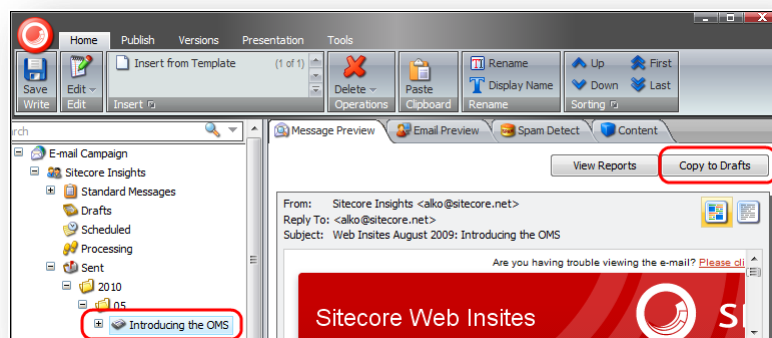 Home Publish Versions Presentation Tools
Insert from Template (1 of 1)
Save Edit Delete Paste
Rename
Display Name
Up First
Down Last
Write Edit Insert Operations Clipboard Rename Sorting
rch
Message Preview Email Preview Spam Detect Content
View Reports Copy to Drafts
E-mail Campaign
Sitecore Insights
Standard Messages
Drafts
Scheduled
Processing
Sent
2010
05
Introducing the OMS
From: Sitecore Insights <alko@sitecore.net>
Reply To: <alko@sitecore.net>
Subject: Web Insites August 2009: Introducing the OMS
Are you having trouble viewing the e-mail? Please cli
Sitecore Web Insites